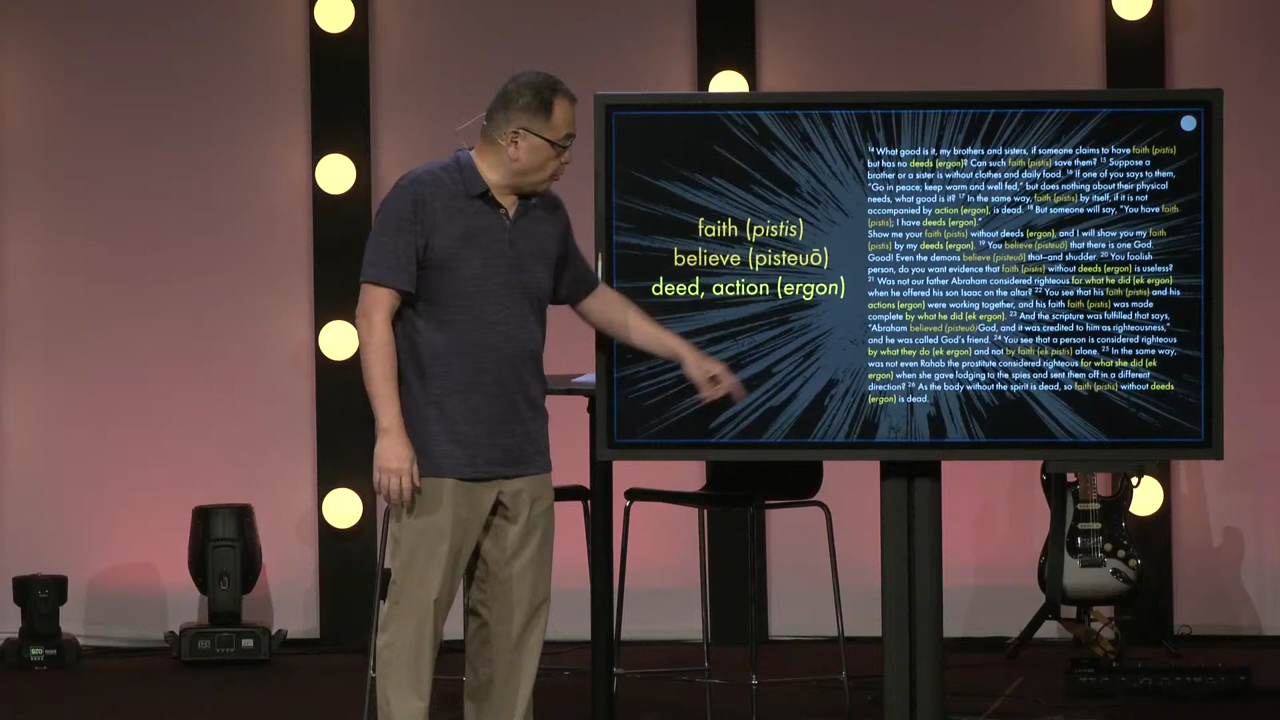 faith (pistis)
believe (pisteuō)
deed, action (ergon)
14 What good is it, my brothers and sisters, if someone claims to have faith (pistis)
but has no deeds (ergon)? Can such faith (pistis) save them? 15 Suppose a
brother or a sister is without clothes and daily food. 16 If one of you says to them,
“Go in peace; keep warm and well fed,” but does nothing about their physical
needs, what good is it? 17 In the same way, faith (pistis) by itself, if it is not
accompanied by action (ergon), is dead. 18 But someone will say, “You have faith
(pistis); I have deeds (ergon).”
Show me your faith (pistis) without deeds (ergon), and I will show you my faith
(pistis) by my deeds (ergon). 19 You believe (pisteuō) that there is one God.
Good! Even the demons believe (pisteuō) that—and shudder. 20 You foolish
person, do you want evidence that faith (pistis) without deeds (ergon) is useless?
21 Was not our father Abraham considered righteous for what he did (ek ergon)
when he offered his son Isaac on the altar? 22 You see that his faith (pistis) and his
actions (ergon) were working together, and his faith faith (pistis) was made
complete by what he did (ek ergon). 23 And the scripture was fulfilled that says,
“Abraham believed (pisteuō)God, and it was credited to him as righteousness,”
and he was called God’s friend. 24 You see that a person is considered righteous
by what they do (ek ergon) and not by faith (ek pistis) alone. 25 In the same way,
was not even Rahab the prostitute considered righteous for what she did (ek
ergon) when she gave lodging to the spies and sent them off in a different
direction? 26 As the body without the spirit is dead, so faith (pistis) without deeds
(ergon) is dead.